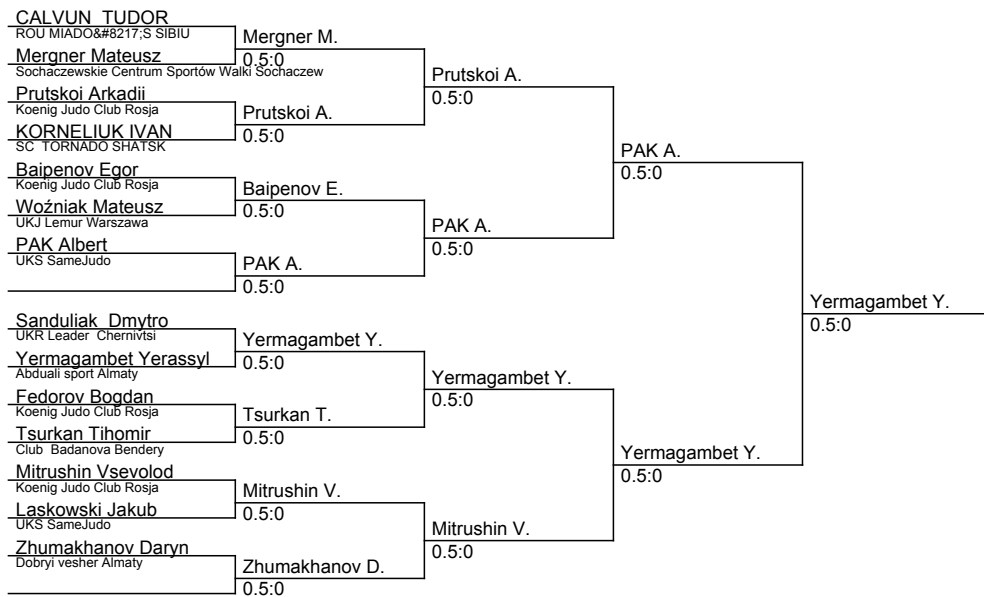 CALVUN TUDOR
ROU MIADO&#8217;S SIBIU
Mergner Mateusz
Sochaczewskie Centrum Sportów Walki Sochaczew
Prutskoi Arkadii
Koenig Judo Club Rosja
KORNELIUK IVAN
SC TORNADO SHATSK
Baipenov Egor
Koenig Judo Club Rosja
Woźniak Mateusz
UKJ Lemur Warszawa
PAK Albert
UKS SameJudo
Sanduliak Dmytro
UKR Leader Chernivtsi
Yermagambet Yerassyl
Abduali sport Almaty
Fedorov Bogdan
Koenig Judo Club Rosja
Tsurkan Tihomir
Club Badanova Bendery
Mitrushin Vsevolod
Koenig Judo Club Rosja
Laskowski Jakub
UKS SameJudo
Zhumakhanov Daryn
Dobryi vesher Almaty
Mergner M.
0.5:0
Prutskoi A.
0.5:0
Baipenov E.
0.5:0
PAK A.
0.5:0
Yermagambet Y.
0.5:0
Tsurkan T.
0.5:0
Mitrushin V.
0.5:0
Zhumakhanov D.
0.5:0
Prutskoi A.
0.5:0
PAK A.
0.5:0
Yermagambet Y.
0.5:0
Mitrushin V.
0.5:0
PAK A.
0.5:0
Yermagambet Y.
0.5:0
Yermagambet Y.
0.5:0